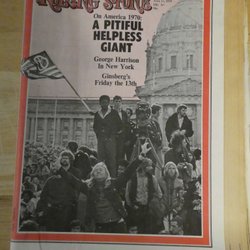 ROLLING STONE
On America 1970:
A PITIFUL
HELPLESS
GIANT
George Harrison
In New York
Ginsberg's
Friday the 13th